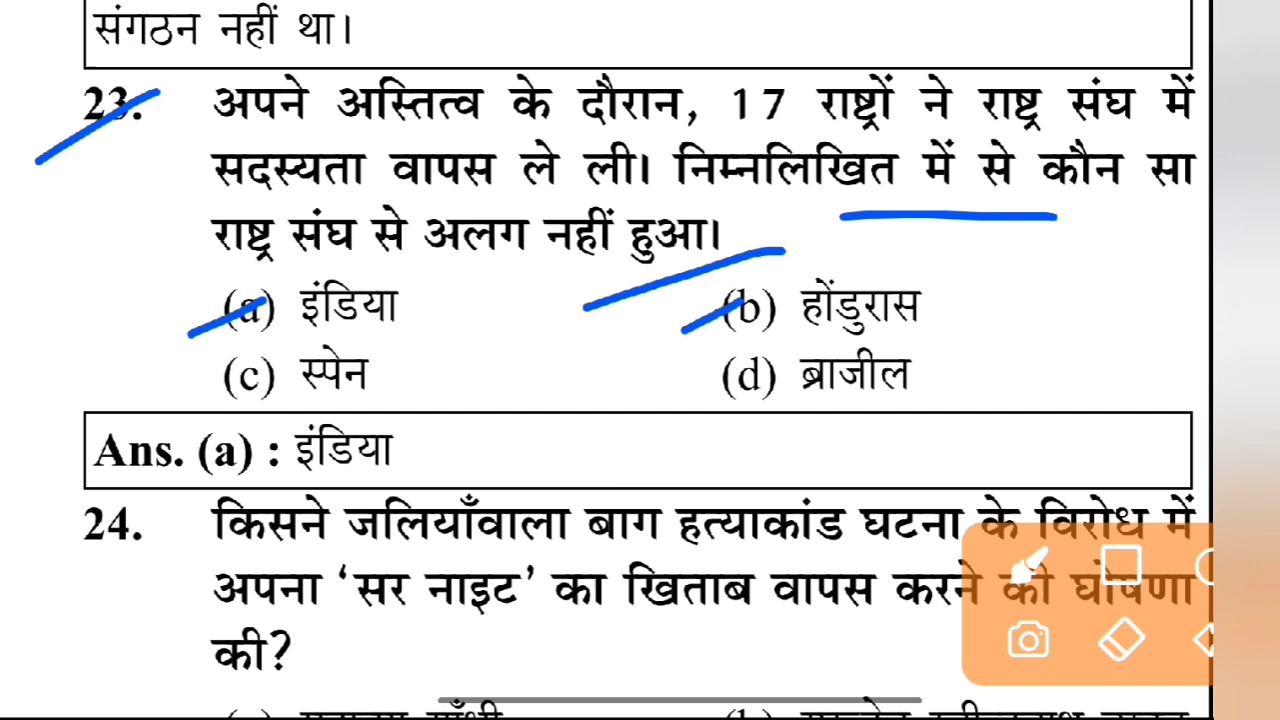 संगठन नहीं था।
23. अपने अस्तित्व के दौरान, 17 राष्ट्रों ने राष्ट्र संघ में
सदस्यता वापस ले ली। निम्नलिखित में से कौन सा
राष्ट्र संघ से अलग नहीं हुआ।
(a) इंडिया (b) होंडुरास
(c) स्पेन (d) ब्राजील
Ans. (a) : इंडिया
24. किसने जलियाँवाला बाग हत्याकांड घटना के विरोध में
अपना ‘सर नाइट’ का खिताब वापस करने की घोषणा
की?